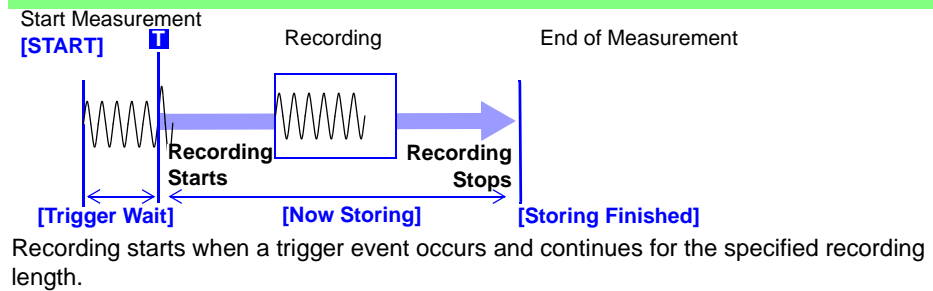 Start Measurement
[START]
T
Recording
End of Measurement
Recording
Starts
Recording
Stops
[Trigger Wait]
[Now Storing]
[Storing Finished]
Recording starts when a trigger event occurs and continues for the specified recording
length.